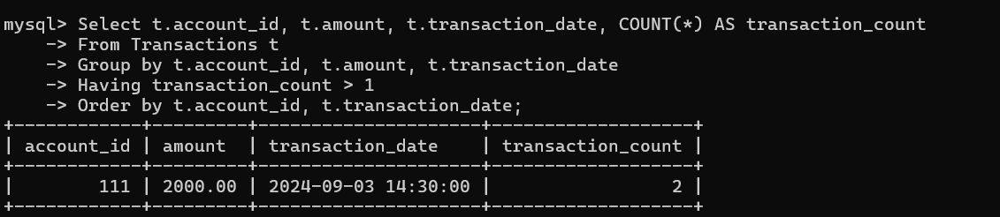 mysql> Select t.account_id, t.amount, t.transaction_date, COUNT(*) AS transaction_count
    -> From Transactions t
    -> Group by t.account_id, t.amount, t.transaction_date
    -> Having transaction_count > 1
    -> Order by t.account_id, t.transaction_date;
+------------+---------+---------------------+-------------------+
| account_id | amount  | transaction_date    | transaction_count |
+------------+---------+---------------------+-------------------+
|        111 | 2000.00 | 2024-09-03 14:30:00 |                 2 |
+------------+---------+---------------------+-------------------+